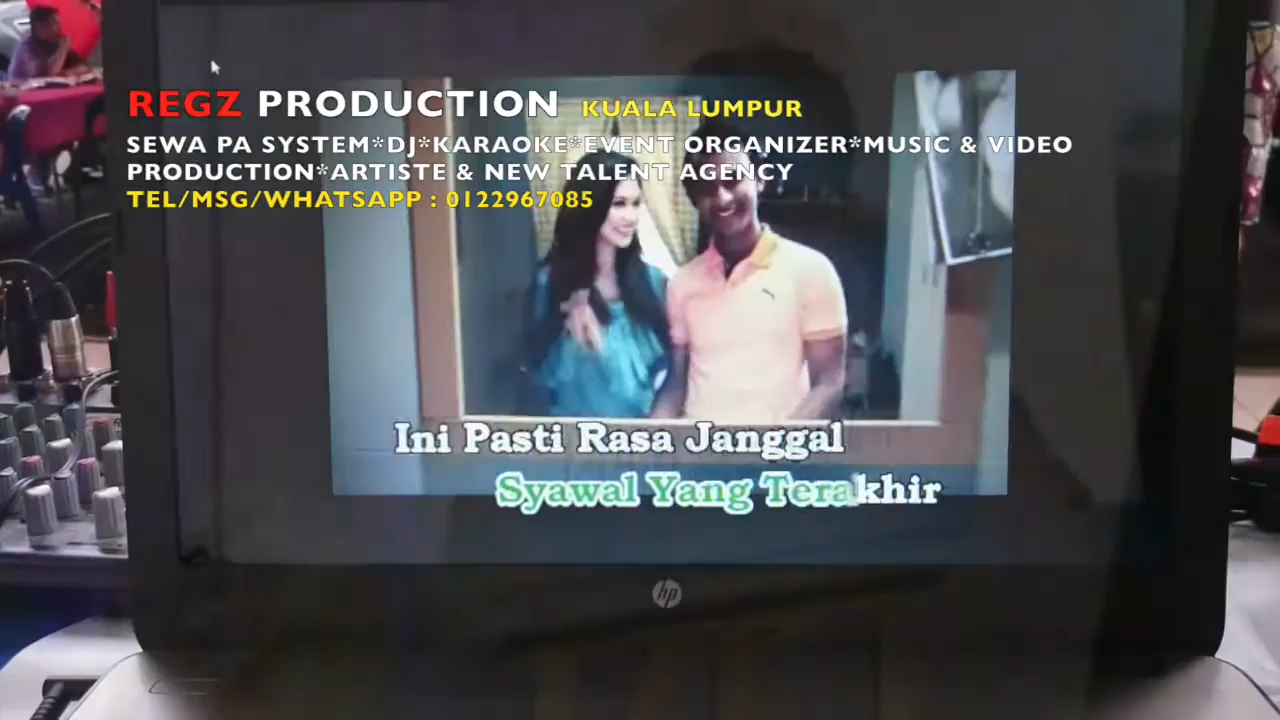 REGZ PRODUCTION KUALA LUMPUR
SEWA PA SYSTEM*DJ*KARAOKE*EVENT ORGANIZER*MUSIC & VIDEO
PRODUCTION*ARTISTE & NEW TALENT AGENCY
TEL/MSG/WHATSAPP : 0122967085
Ini Pasti Rasa Janggal
Syawal Yang Terakhir
hp